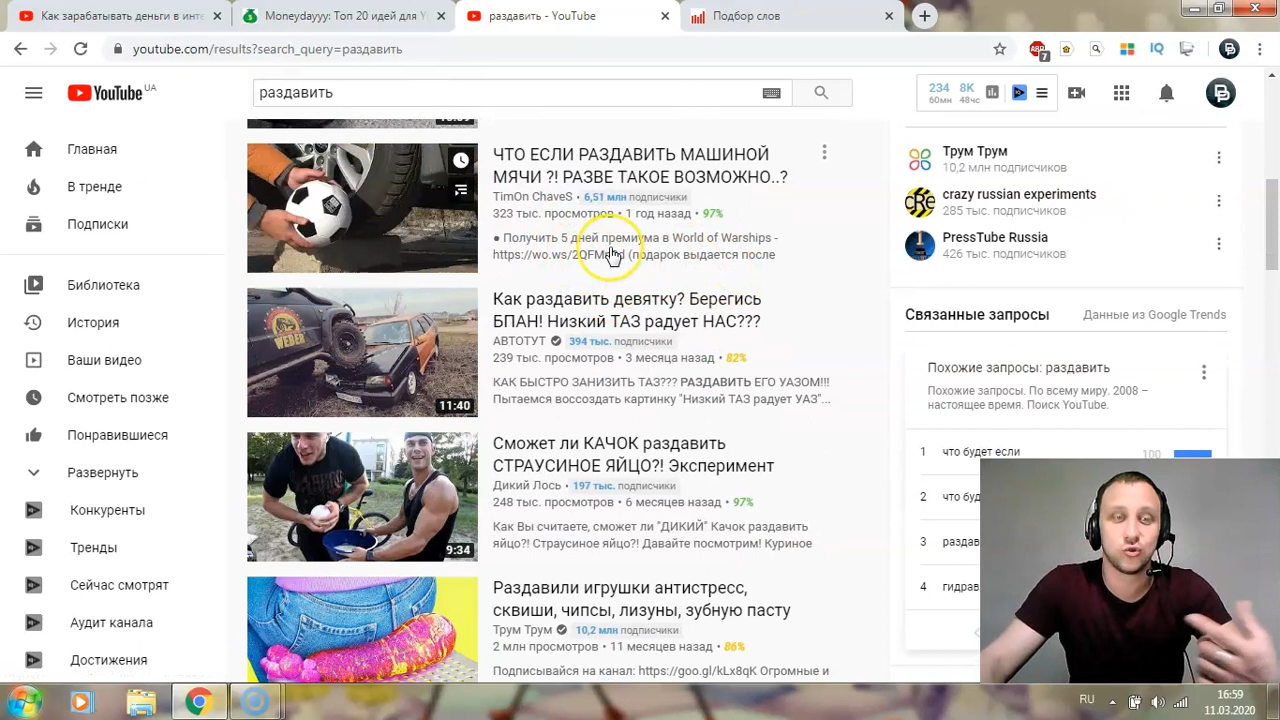 Как зарабатывать деньги в инте
Moneydayyy: Топ 20 идей для Y
раздавить - YouTube
Подбор слов
youtube.com/results?search_query=раздавить
ABP
7
IQ
YouTube UA
раздавить
234 8K
60мн 48чс
Главная
В тренде
Подписки
Библиотека
История
Ваши видео
Смотреть позже
Понравившиеся
Развернуть
Конкуренты
Тренды
Сейчас смотрят
Аудит канала
Достижения
ЧТО ЕСЛИ РАЗДАВИТЬ МАШИНОЙ
МЯЧИ ?! РАЗВЕ ТАКОЕ ВОЗМОЖНО..?
TimOn ChaveS • 6,51 млн подписчики
323 тыс. просмотров • 1 год назад • 97%
● Получить 5 дней премиума в World of Warships -
(подарок выдается после
WEBER
11:40
Как раздавить девятку? Берегись
БПАН! Низкий ТАЗ радует НАС???
АВТОТУТ • 394 тыс. подписчики
239 тыс. просмотров • 3 месяца назад • 82%
КАК БЫСТРО ЗАНИЗИТЬ ТАЗ??? РАЗДАВИТЬ ЕГО УАЗОМ!!!
Пытаемся воссоздать картинку "Низкий ТАЗ радует УАЗ"...
9:34
Сможет ли КАЧОК раздавить
СТРАУСИНОЕ ЯЙЦО?! Эксперимент
Дикий Лось • 197 тыс. подписчики
248 тыс. просмотров • 6 месяцев назад • 97%
Как Вы считаете, сможет ли "ДИКИЙ" Качок раздавить
яйцо?! Страусиное яйцо?! Давайте посмотрим! Куриное
Раздавили игрушки антистресс,
сквиши, чипсы, лизуны, зубную пасту
Трум Трум • 10,2 млн подписчики
2 млн просмотров • 11 месяцев назад • 86%
Подписывайся на канал: https://goo.gl/kLx8qK Огромные и
Трум Трум
10,2 млн подписчиков
crazy russian experiments
285 тыс. подписчиков
PressTube Russia
426 тыс. подписчиков
Связанные запросы
Данные из Google Trends
Похожие запросы: раздавить
Похожие запросы. По всему миру. 2008 –
настоящее время. Поиск YouTube.
1 что будет если 100
2 что буд
3 раздав
4 гидрав
RU
16:59
11.03.2020